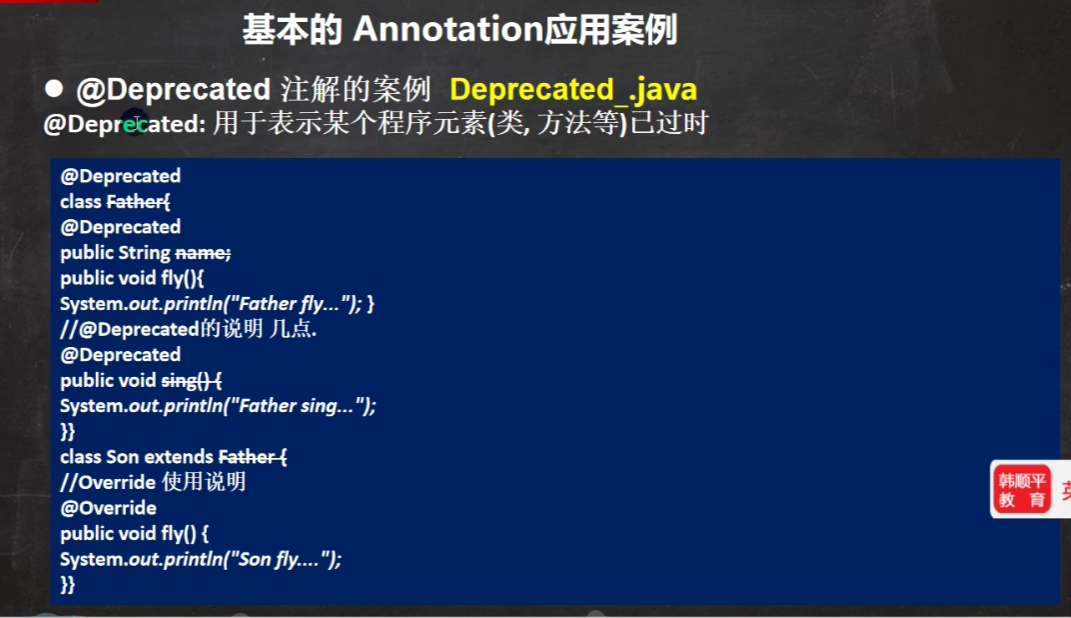 基本的 Annotation应用案例
● @Deprecated 注解的案例 Deprecated_.java
@Deprecated: 用于表示某个程序元素(类, 方法等)已过时
@Deprecated
class Father{
@Deprecated
public String name;
public void fly(){
System.out.println("Father fly..."); }
//@Deprecated的说明 几点.
@Deprecated
public void sing() {
System.out.println("Father sing...");
}}
class Son extends Father {
//Override 使用说明
@Override
public void fly() {
System.out.println("Son fly....");
}}
韩顺平
教 育